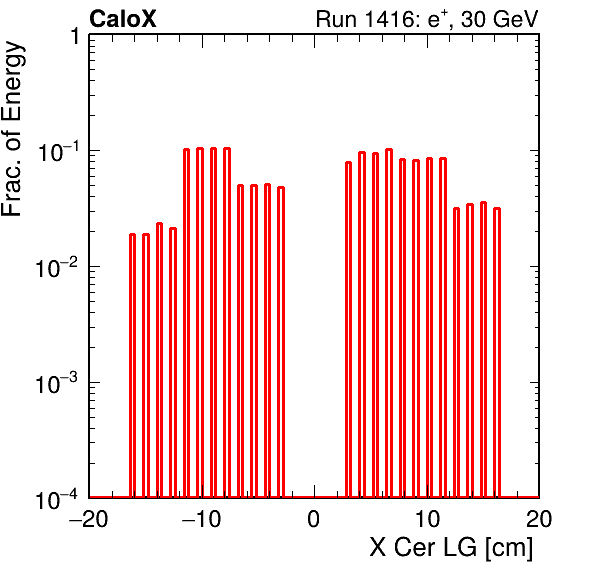 CaloX Run 1416: e⁺, 30 GeV
Frac. of Energy
1
10⁻¹
10⁻²
10⁻³
10⁻⁴
−20 −10 0 10 20
X Cer LG [cm]